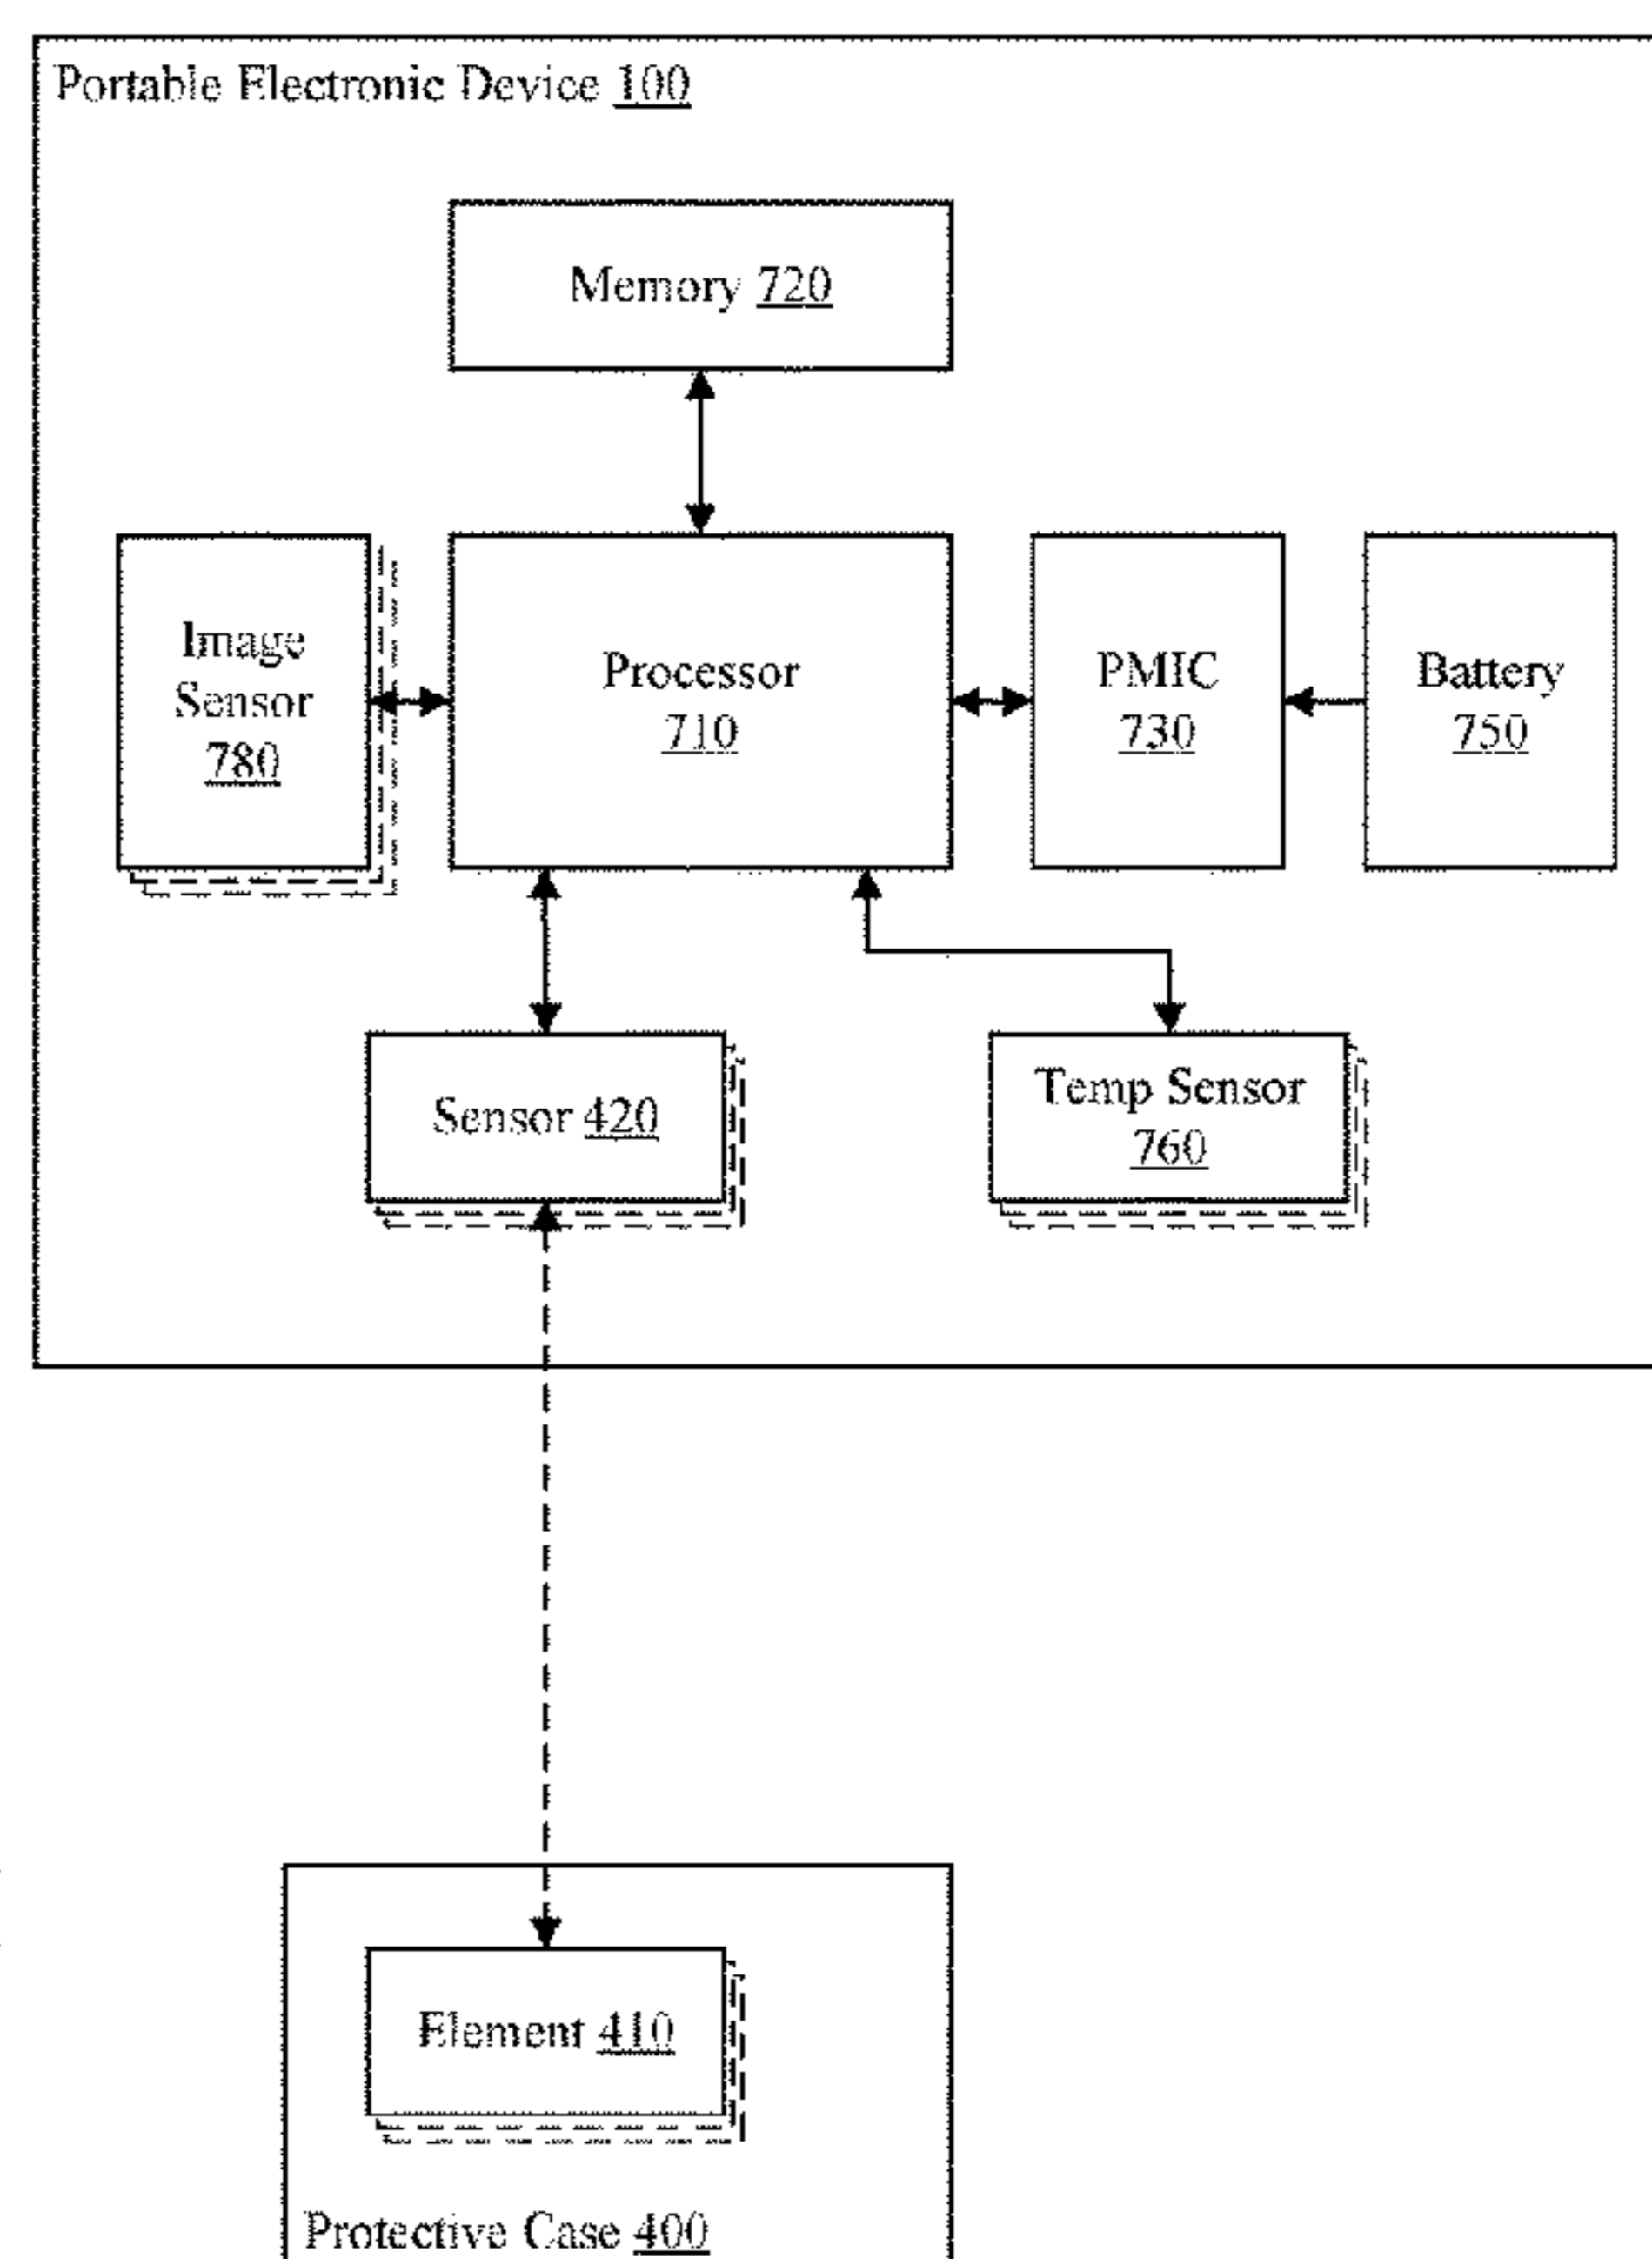 Portable Electronic Device 100
Memory 720
Image
Sensor
780
Processor
710
PMIC
730
Battery
750
Sensor 420
Temp Sensor
760
Element 410
Protective Case 400